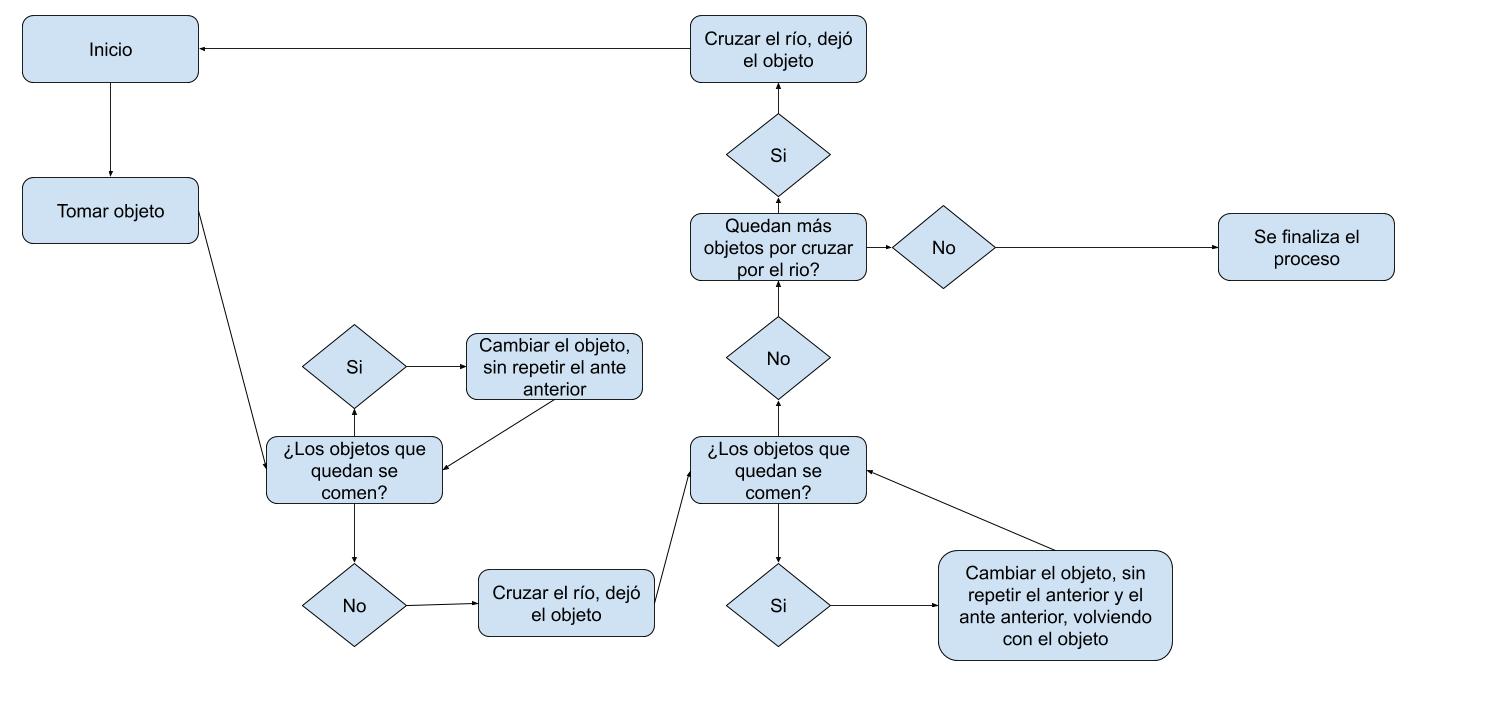 Inicio
Cruzar el río, dejó
el objeto
Si
Tomar objeto
Quedan más
objetos por cruzar
por el rio?
No
Se finaliza el
proceso
Si
Cambiar el objeto,
sin repetir el ante
anterior
No
¿Los objetos que
quedan se
comen?
¿Los objetos que
quedan se
comen?
No
Cruzar el río, dejó
el objeto
Si
Cambiar el objeto, sin
repetir el anterior y el
ante anterior, volviendo
con el objeto